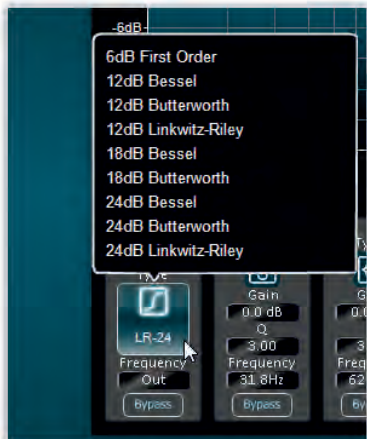 -6dB
6dB First Order
12dB Bessel
12dB Butterworth
12dB Linkwitz-Riley
18dB Bessel
18dB Butterworth
24dB Bessel
24dB Butterworth
24dB Linkwitz-Riley
Type
Gain
LR-24
0.0 dB
Q
3.00
Frequency Frequency
Out 31.8Hz
Bypass Bypass